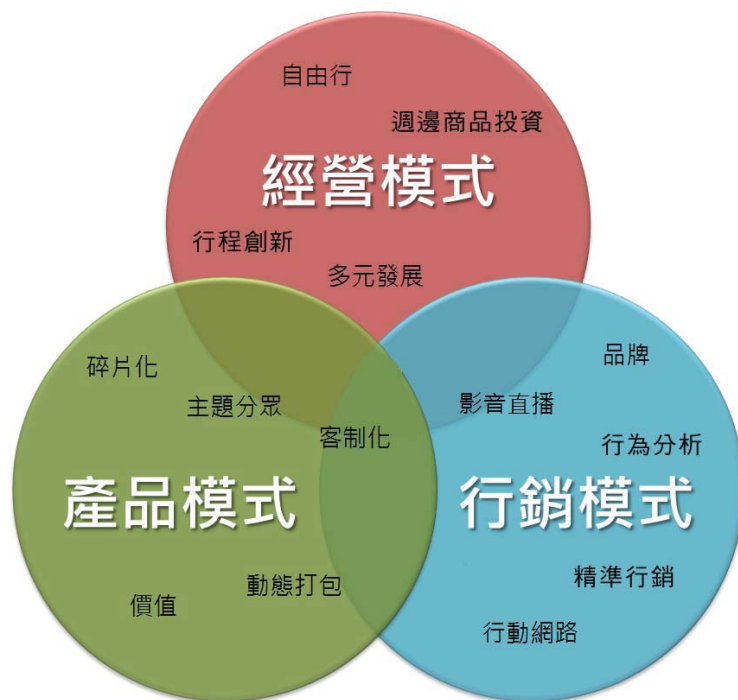 自由行
週邊商品投資
經營模式
行程創新
多元發展
碎片化
主題分眾
客制化
產品模式
價值
動態打包
品牌
影音直播
行為分析
行銷模式
精準行銷
行動網路